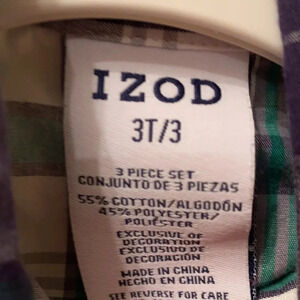 IZOD
3T/3
3 PIECE SET
CONJUNTO DE 3 PIEZAS
55% COTTON/ALGODÓN
45% POLYESTER/
POLIÉSTER
EXCLUSIVE OF
DECORATION
EXCLUSIVO DE
DECORACIÓN
MADE IN CHINA
HECHO EN CHINA
SEE REVERSE FOR CARE